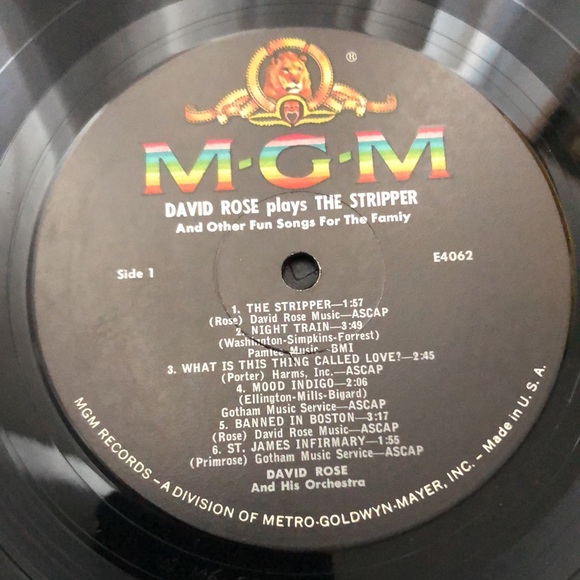 ®
M·G·M
DAVID ROSE plays THE STRIPPER
And Other Fun Songs For The Famiy
Side 1
E4062
1. THE STRIPPER—1:57
(Rose) David Rose Music—ASCAP
2. NIGHT TRAIN—3:49
(Washington-Simpkins-Forrest)
Pamlee Music BMI
3. WHAT IS THIS THING CALLED LOVE?—2:45
(Porter) Harms, Inc.—ASCAP
4. MOOD INDIGO—2:06
(Ellington-Mills-Bigard)
Gotham Music Service—ASCAP
5. BANNED IN BOSTON—3:17
(Rose) David Rose Music—ASCAP
6. ST. JAMES INFIRMARY—1:55
(Primrose) Gotham Music Service—ASCAP
DAVID ROSE
And His Orchestra
MGM RECORDS – A DIVISION OF METRO-GOLDWYN-MAYER, INC. – Made in U. S. A.